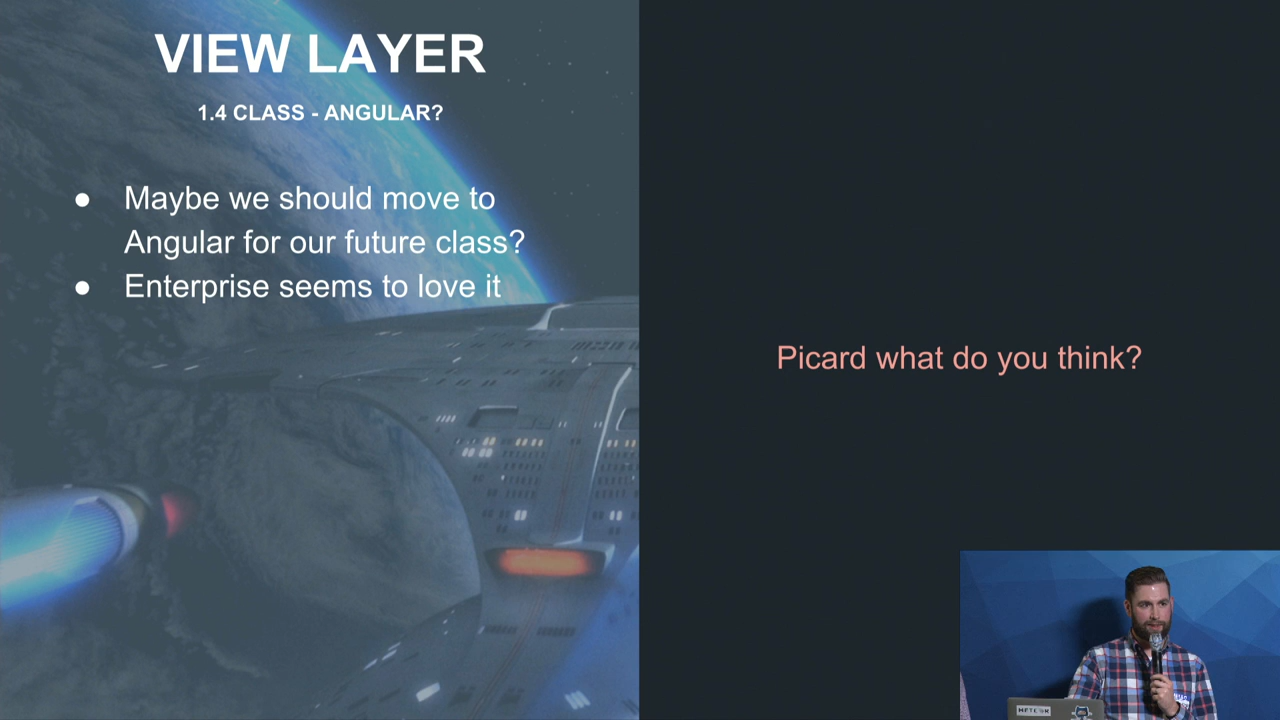 VIEW LAYER
1.4 CLASS - ANGULAR?
● Maybe we should move to
Angular for our future class?
● Enterprise seems to love it
Picard what do you think?
METEOR